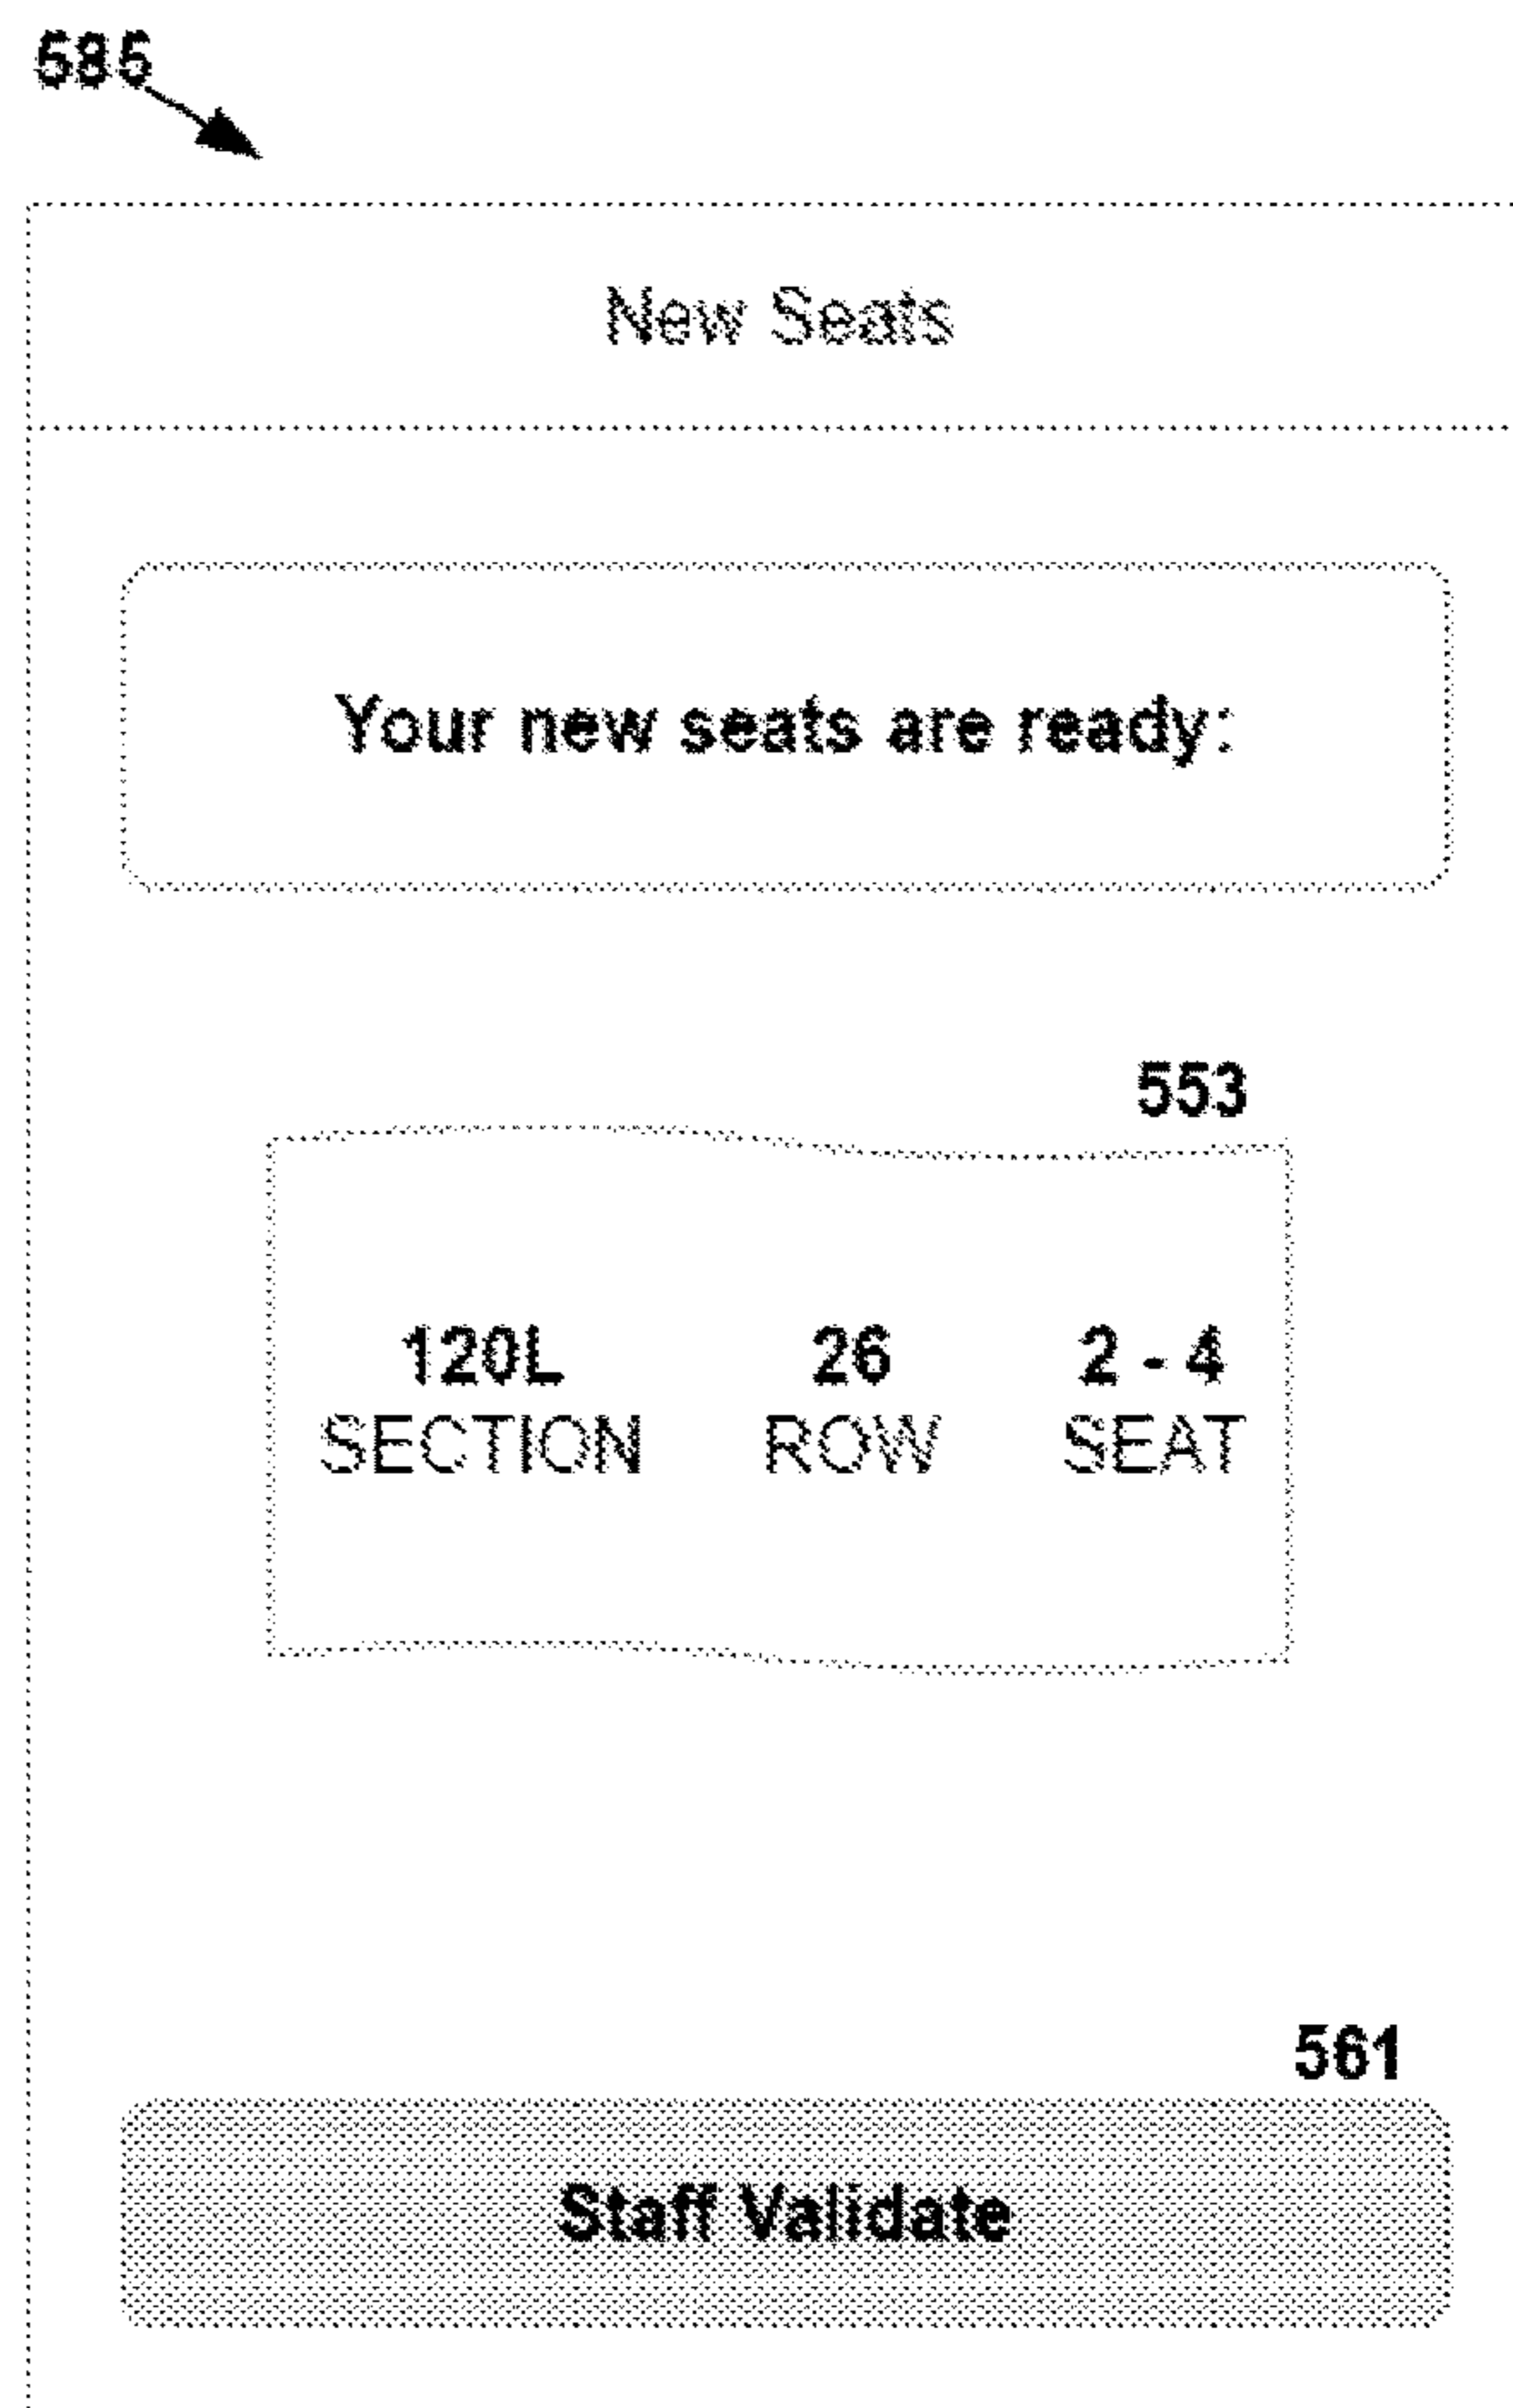 585
New Seats
Your new seats are ready:
553
120L 26 2 - 4
SECTION ROW SEAT
561
Staff Validate